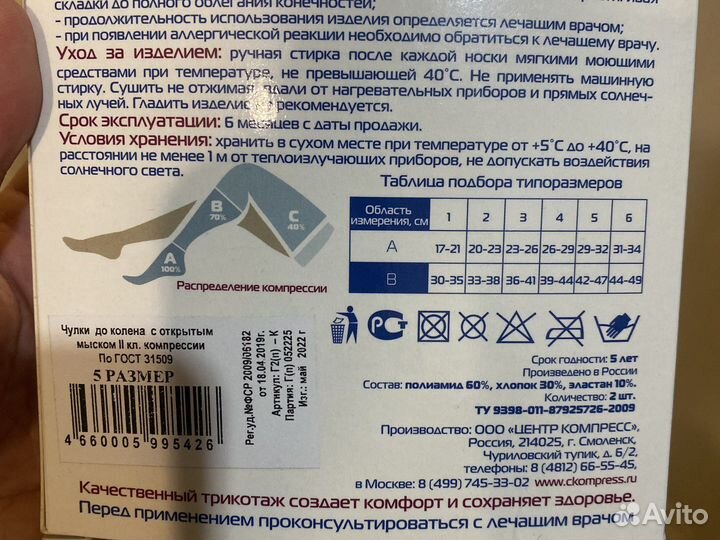 складки до полного облегания конечностей;
- продолжительность использования изделия определяется лечащим врачом;
- при появлении аллергической реакции необходимо обратиться к лечащему врачу.
Уход за изделием: ручная стирка после каждой носки мягкими моющими
средствами при температуре, не превышающей 40°С. Не применять машинную
стирку. Сушить не отжимая, вдали от нагревательных приборов и прямых солнеч-
ных лучей. Гладить изделие не рекомендуется.
Срок эксплуатации: 6 месяцев с даты продажи.
Условия хранения: хранить в сухом месте при температуре от +5°С до +40°С, на
расстоянии не менее 1 м от теплоизлучающих приборов, не допускать воздействия
солнечного света.
B
70%
C
40%
A
100%
Распределение компрессии
Таблица подбора типоразмеров
Область измерения, см 1 2 3 4 5 6
A 17-21 20-23 23-26 26-29 29-32 31-34
B 30-35 33-38 36-41 39-44 42-47 44-49
Чулки до колена с открытым
мыском II кл. компрессии
По ГОСТ 31509
5 РАЗМЕР
4 660005 995426
Рег.уд.№ФСР 2009/06182
от 18.04.2019г.
Артикул: Г2(п) – К
Партия: Г(п) 052225
Изг.: май 2022 г
РСТ
Срок годности: 5 лет
Произведено в России
Состав: полиамид 60%, хлопок 30%, эластан 10%.
Количество: 2 шт.
ТУ 9398-011-87925726-2009
Производство: ООО «ЦЕНТР КОМПРЕСС»,
Россия, 214025, г. Смоленск,
Чуриловский тупик, д. 6/2,
телефоны: 8 (4812) 66-55-45,
в Москве: 8 (499) 745-33-02 www.ckompress.ru
Качественный трикотаж создает комфорт и сохраняет здоровье.
Перед применением проконсультироваться с лечащим врачом
Avito